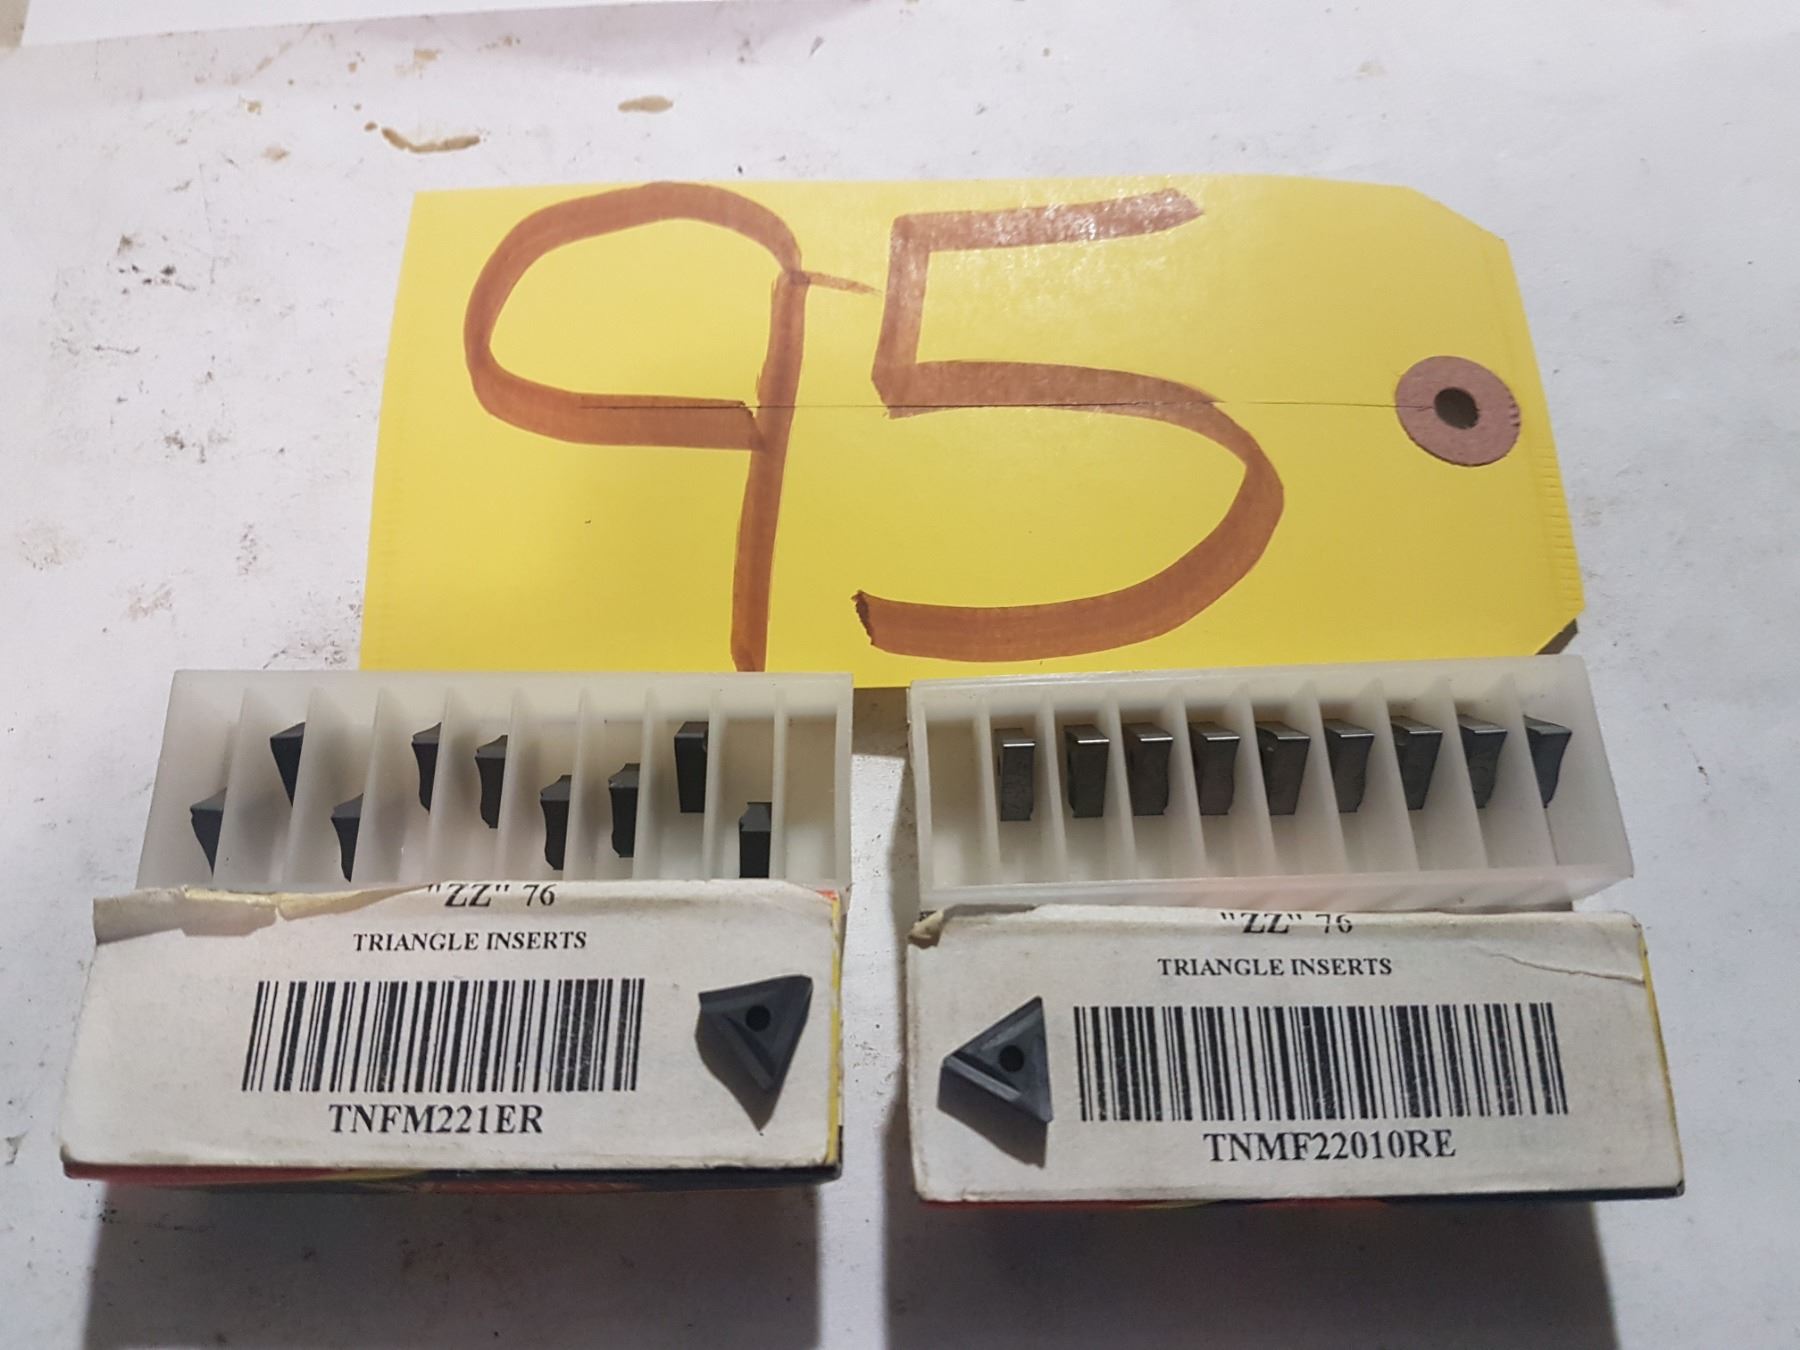 95
"ZZ" 76
TRIANGLE INSERTS
TNFM221ER
"ZZ" 76
TRIANGLE INSERTS
TNMF22010RE